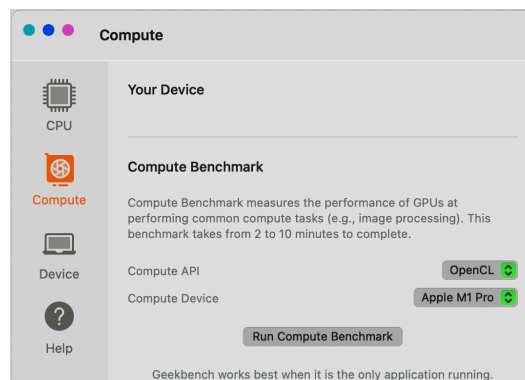 Compute
CPU
Compute
Device
?
Help
Your Device
Compute Benchmark
Compute Benchmark measures the performance of GPUs at
performing common compute tasks (e.g., image processing). This
benchmark takes from 2 to 10 minutes to complete.
Compute API
OpenCL
Compute Device
Apple M1 Pro
Run Compute Benchmark
Geekbench works best when it is the only application running.